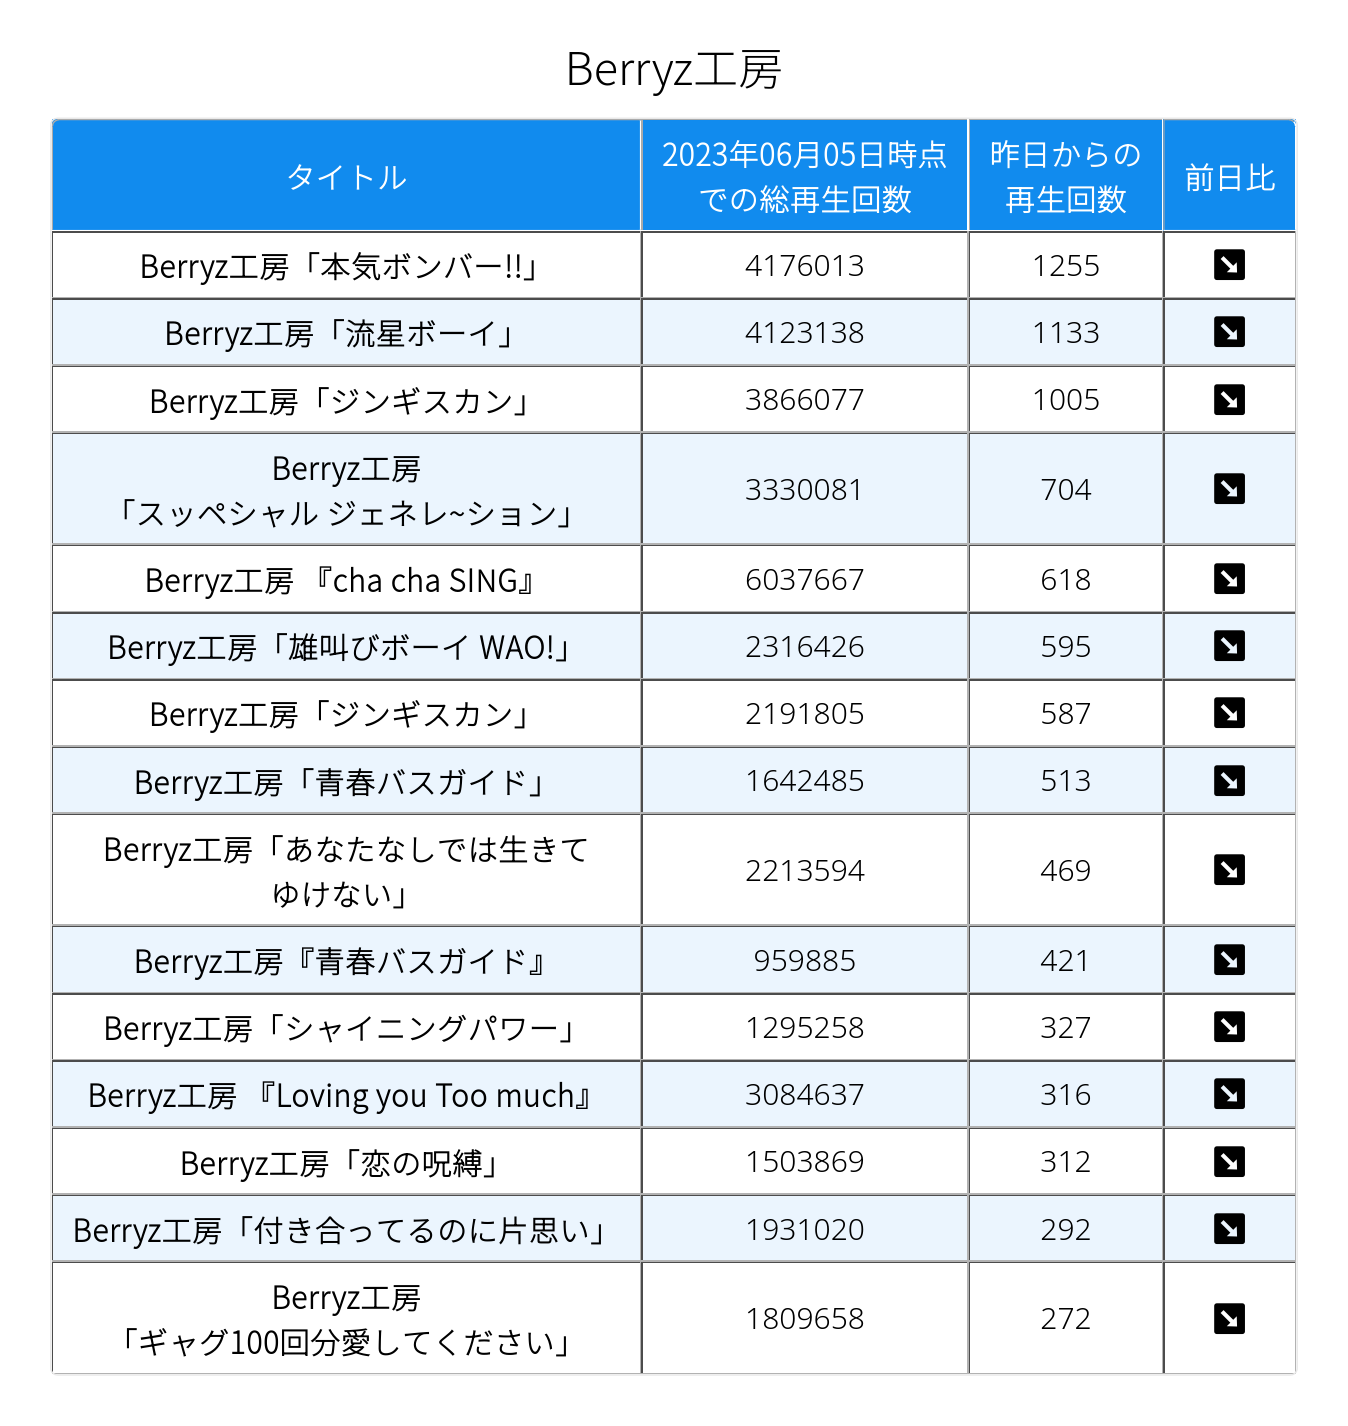 Berryz工房
タイトル
2023年06月05日時点
での総再生回数
昨日からの
再生回数
前日比
Berryz工房「本気ボンバー!!」
4176013
1255
Berryz工房「流星ボーイ」
4123138
1133
Berryz工房「ジンギスカン」
3866077
1005
Berryz工房
「スッペシャル ジェネレ~ション」
3330081
704
Berryz工房 『cha cha SING』
6037667
618
Berryz工房「雄叫びボーイ WAO!」
2316426
595
Berryz工房「ジンギスカン」
2191805
587
Berryz工房「青春バスガイド」
1642485
513
Berryz工房「あなたなしでは生きて
ゆけない」
2213594
469
Berryz工房『青春バスガイド』
959885
421
Berryz工房「シャイニングパワー」
1295258
327
Berryz工房 『Loving you Too much』
3084637
316
Berryz工房「恋の呪縛」
1503869
312
Berryz工房「付き合ってるのに片思い」
1931020
292
Berryz工房
「ギャグ100回分愛してください」
1809658
272